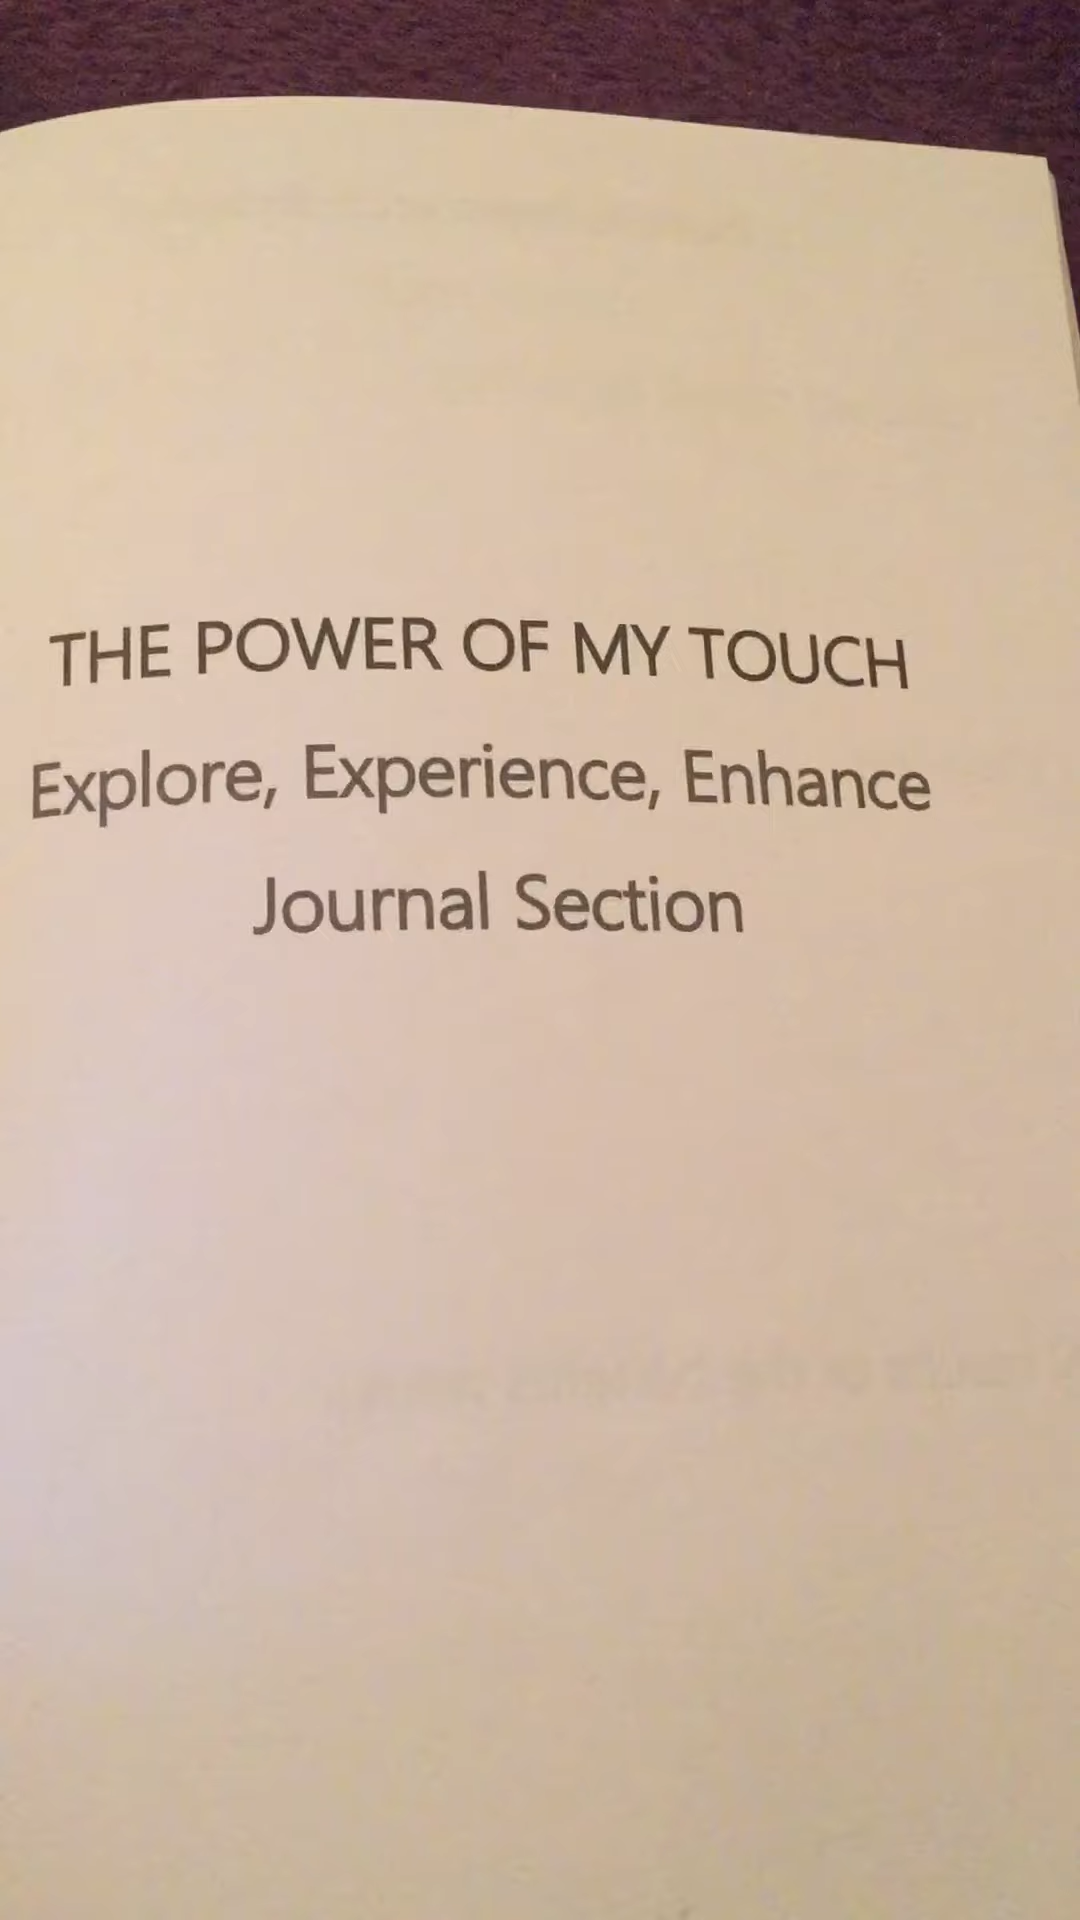 THE POWER OF MY TOUCH
Explore, Experience, Enhance
Journal Section